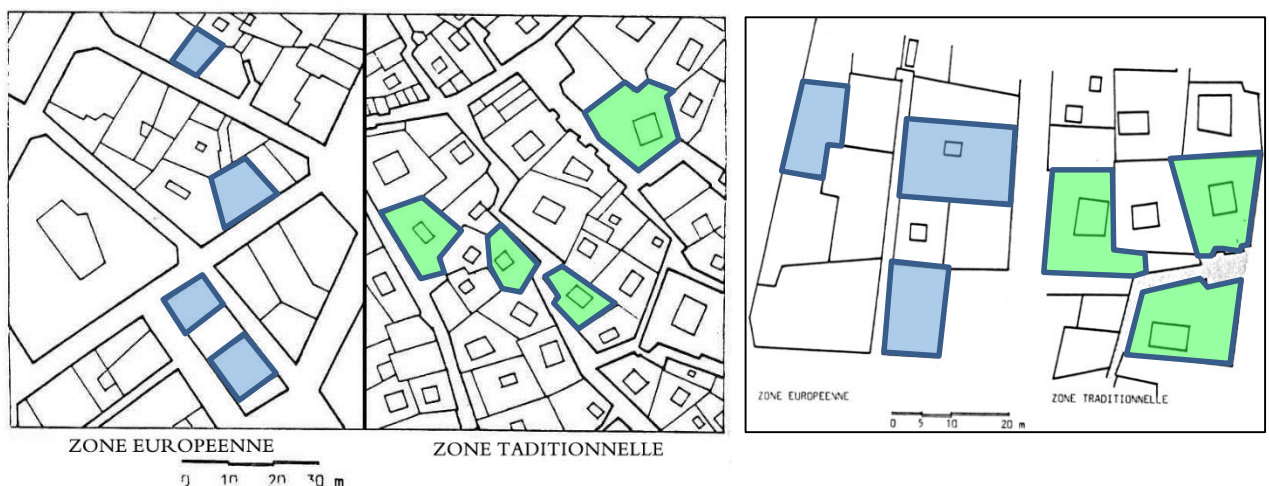 ZONE EUROPEENNE
ZONE TADITIONNELLE
0 10 20 30 m
ZONE EUROPEENNE
ZONE TRADITIONNELLE
0 5 10 20 m